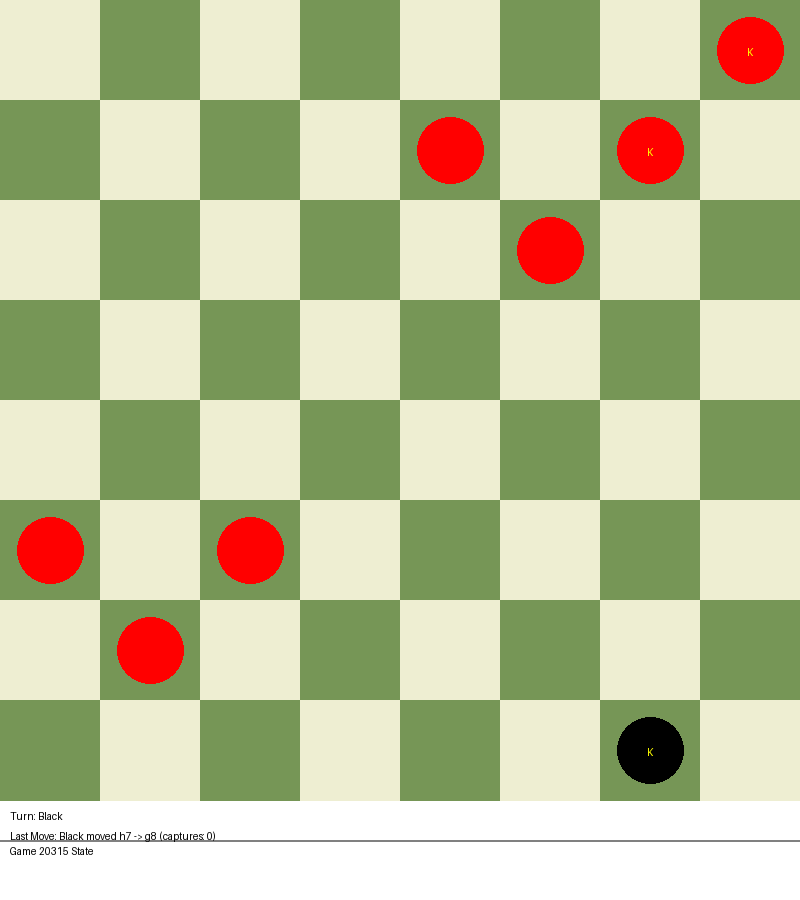 K
K
K
Turn: Black
Last Move: Black moved h7 -> g8 (captures: 0)
Game 20315 State